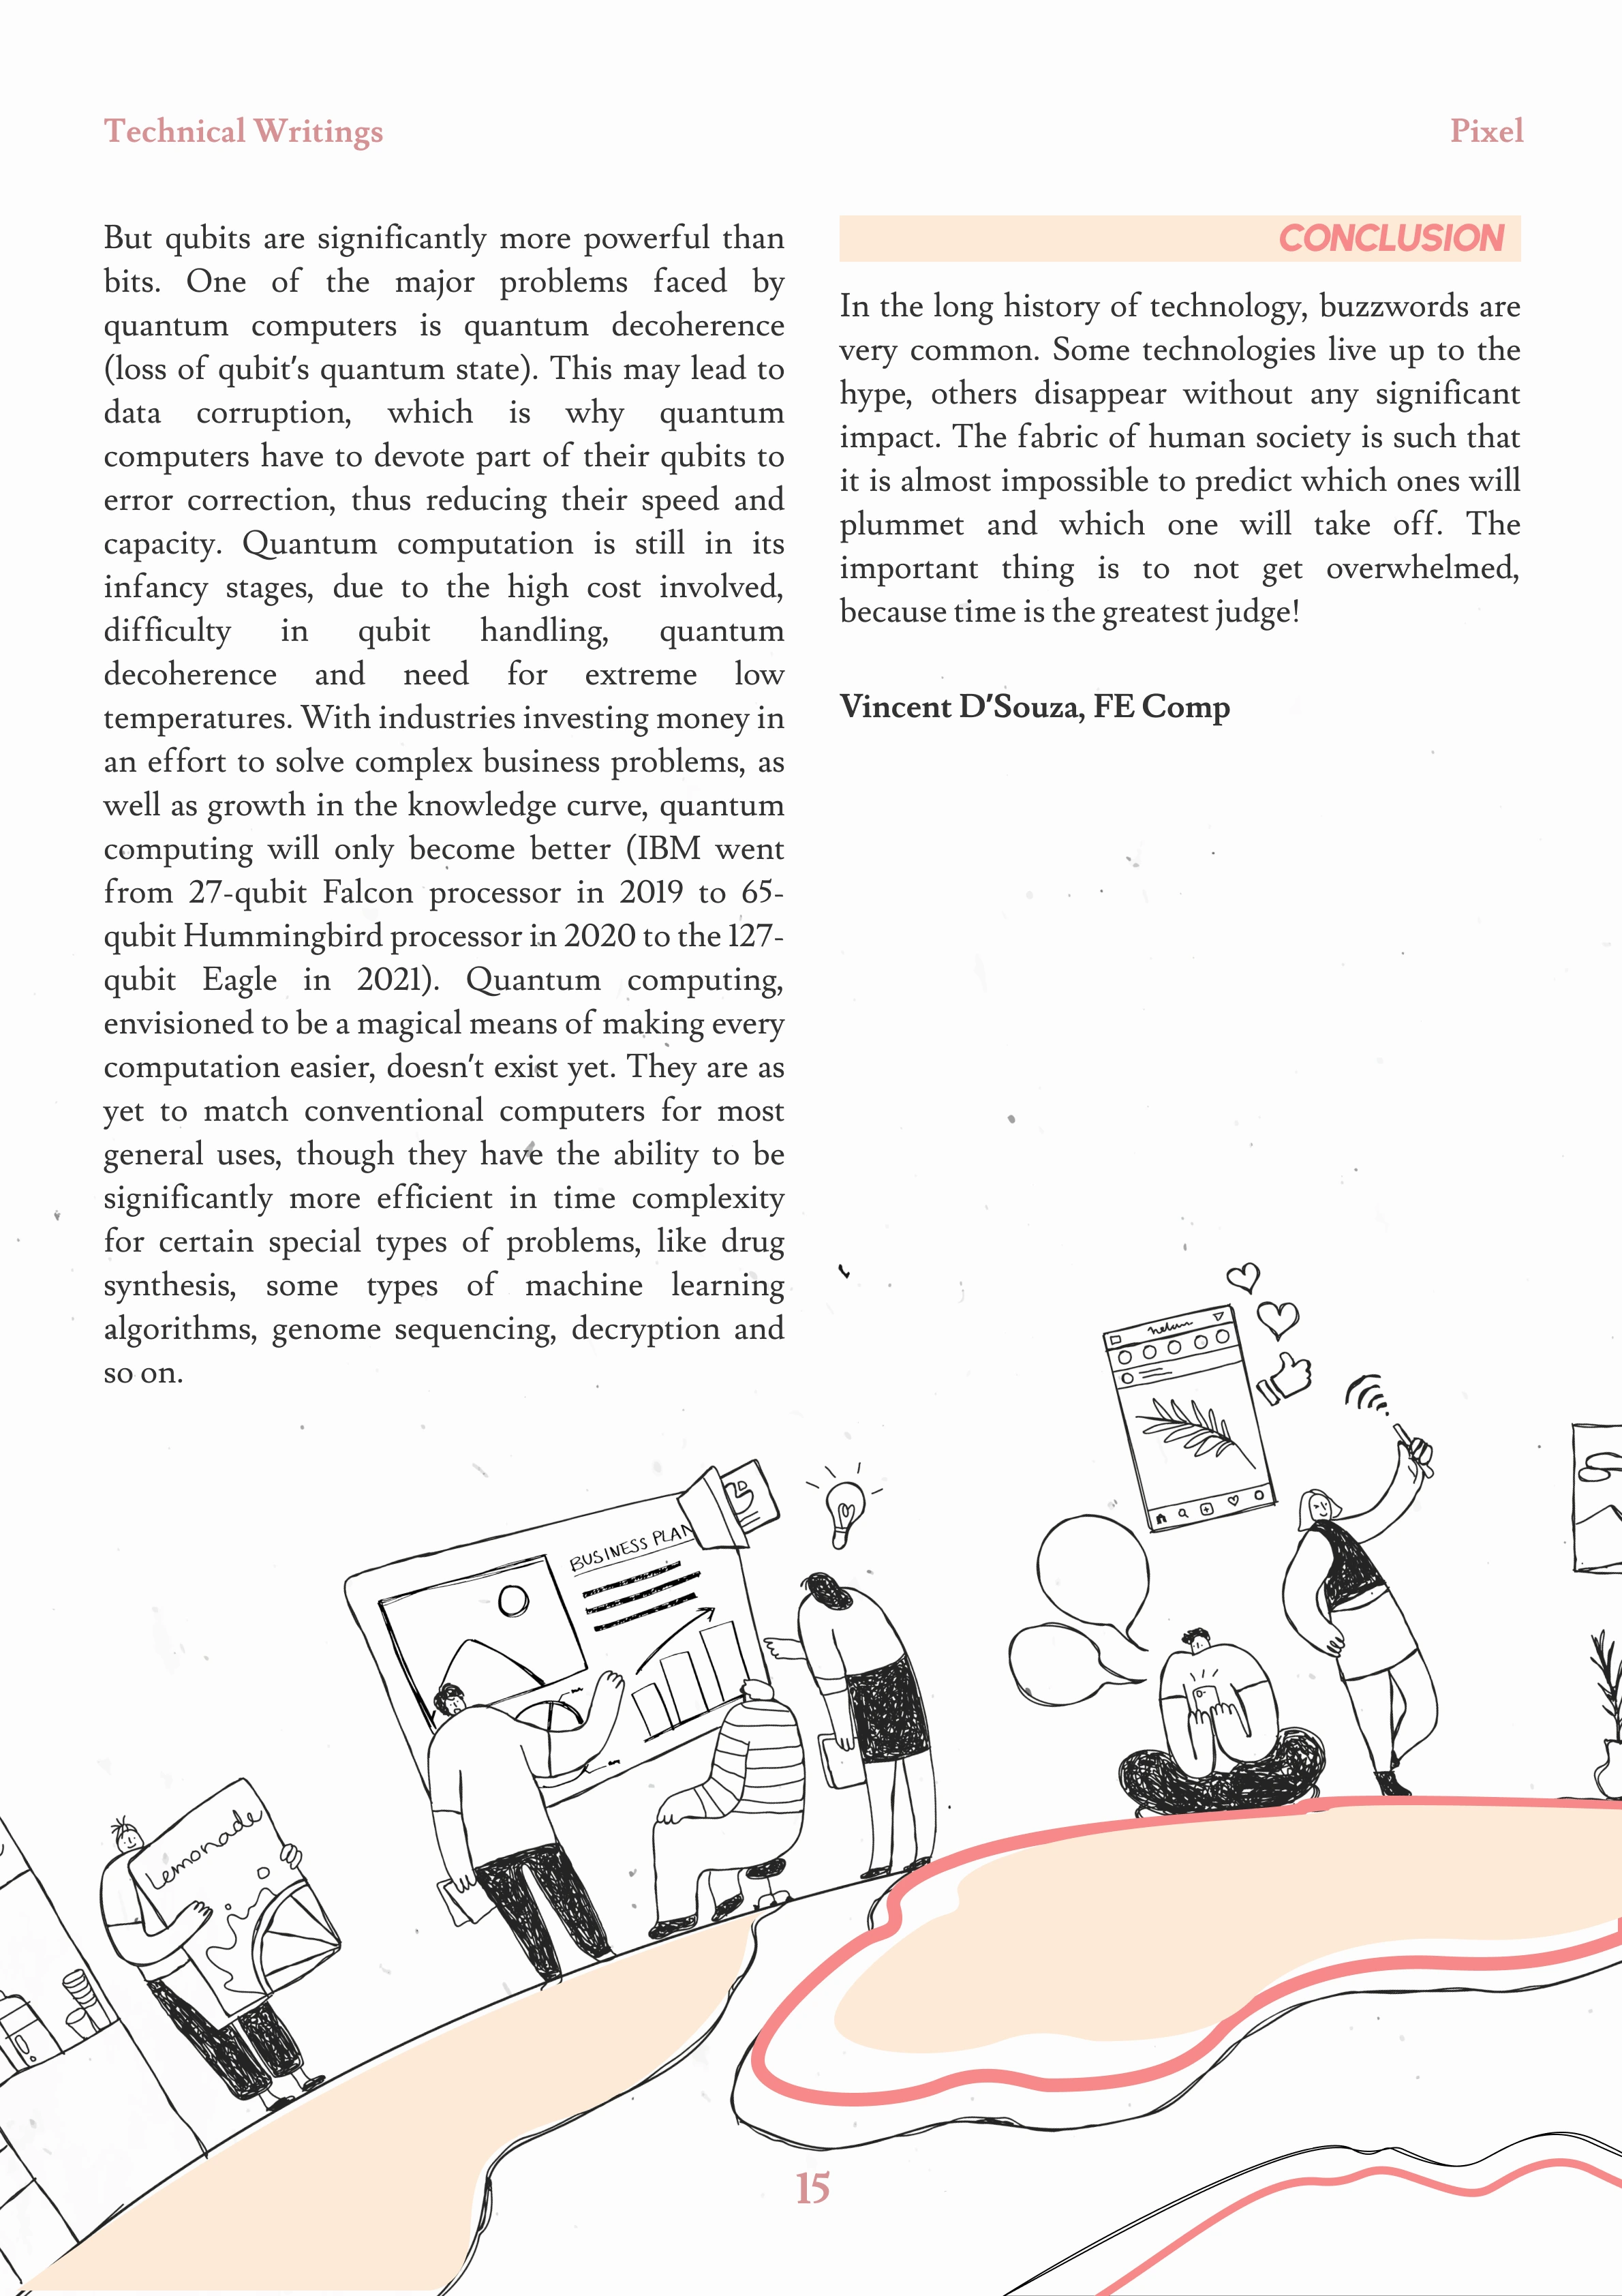 Technical Writings
Pixel
But qubits are significantly more powerful than
bits. One of the major problems faced by
quantum computers is quantum decoherence
(loss of qubit's quantum state). This may lead to
data corruption, which is why quantum
computers have to devote part of their qubits to
error correction, thus reducing their speed and
capacity. Quantum computation is still in its
infancy stages, due to the high cost involved,
difficulty in qubit handling, quantum
decoherence and need for extreme low
temperatures. With industries investing money in
an effort to solve complex business problems, as
well as growth in the knowledge curve, quantum
computing will only become better (IBM went
from 27-qubit Falcon processor in 2019 to 65-
qubit Hummingbird processor in 2020 to the 127-
qubit Eagle in 2021). Quantum computing,
envisioned to be a magical means of making every
computation easier, doesn't exist yet. They are as
yet to match conventional computers for most
general uses, though they have the ability to be
significantly more efficient in time complexity
for certain special types of problems, like drug
synthesis, some types of machine learning
algorithms, genome sequencing, decryption and
so on.
CONCLUSION
In the long history of technology, buzzwords are
very common. Some technologies live up to the
hype, others disappear without any significant
impact. The fabric of human society is such that
it is almost impossible to predict which ones will
plummet and which one will take off. The
important thing is to not get overwhelmed,
because time is the greatest judge!
Vincent D'Souza, FE Comp
BUSINESS PLAN
Lemonade
15